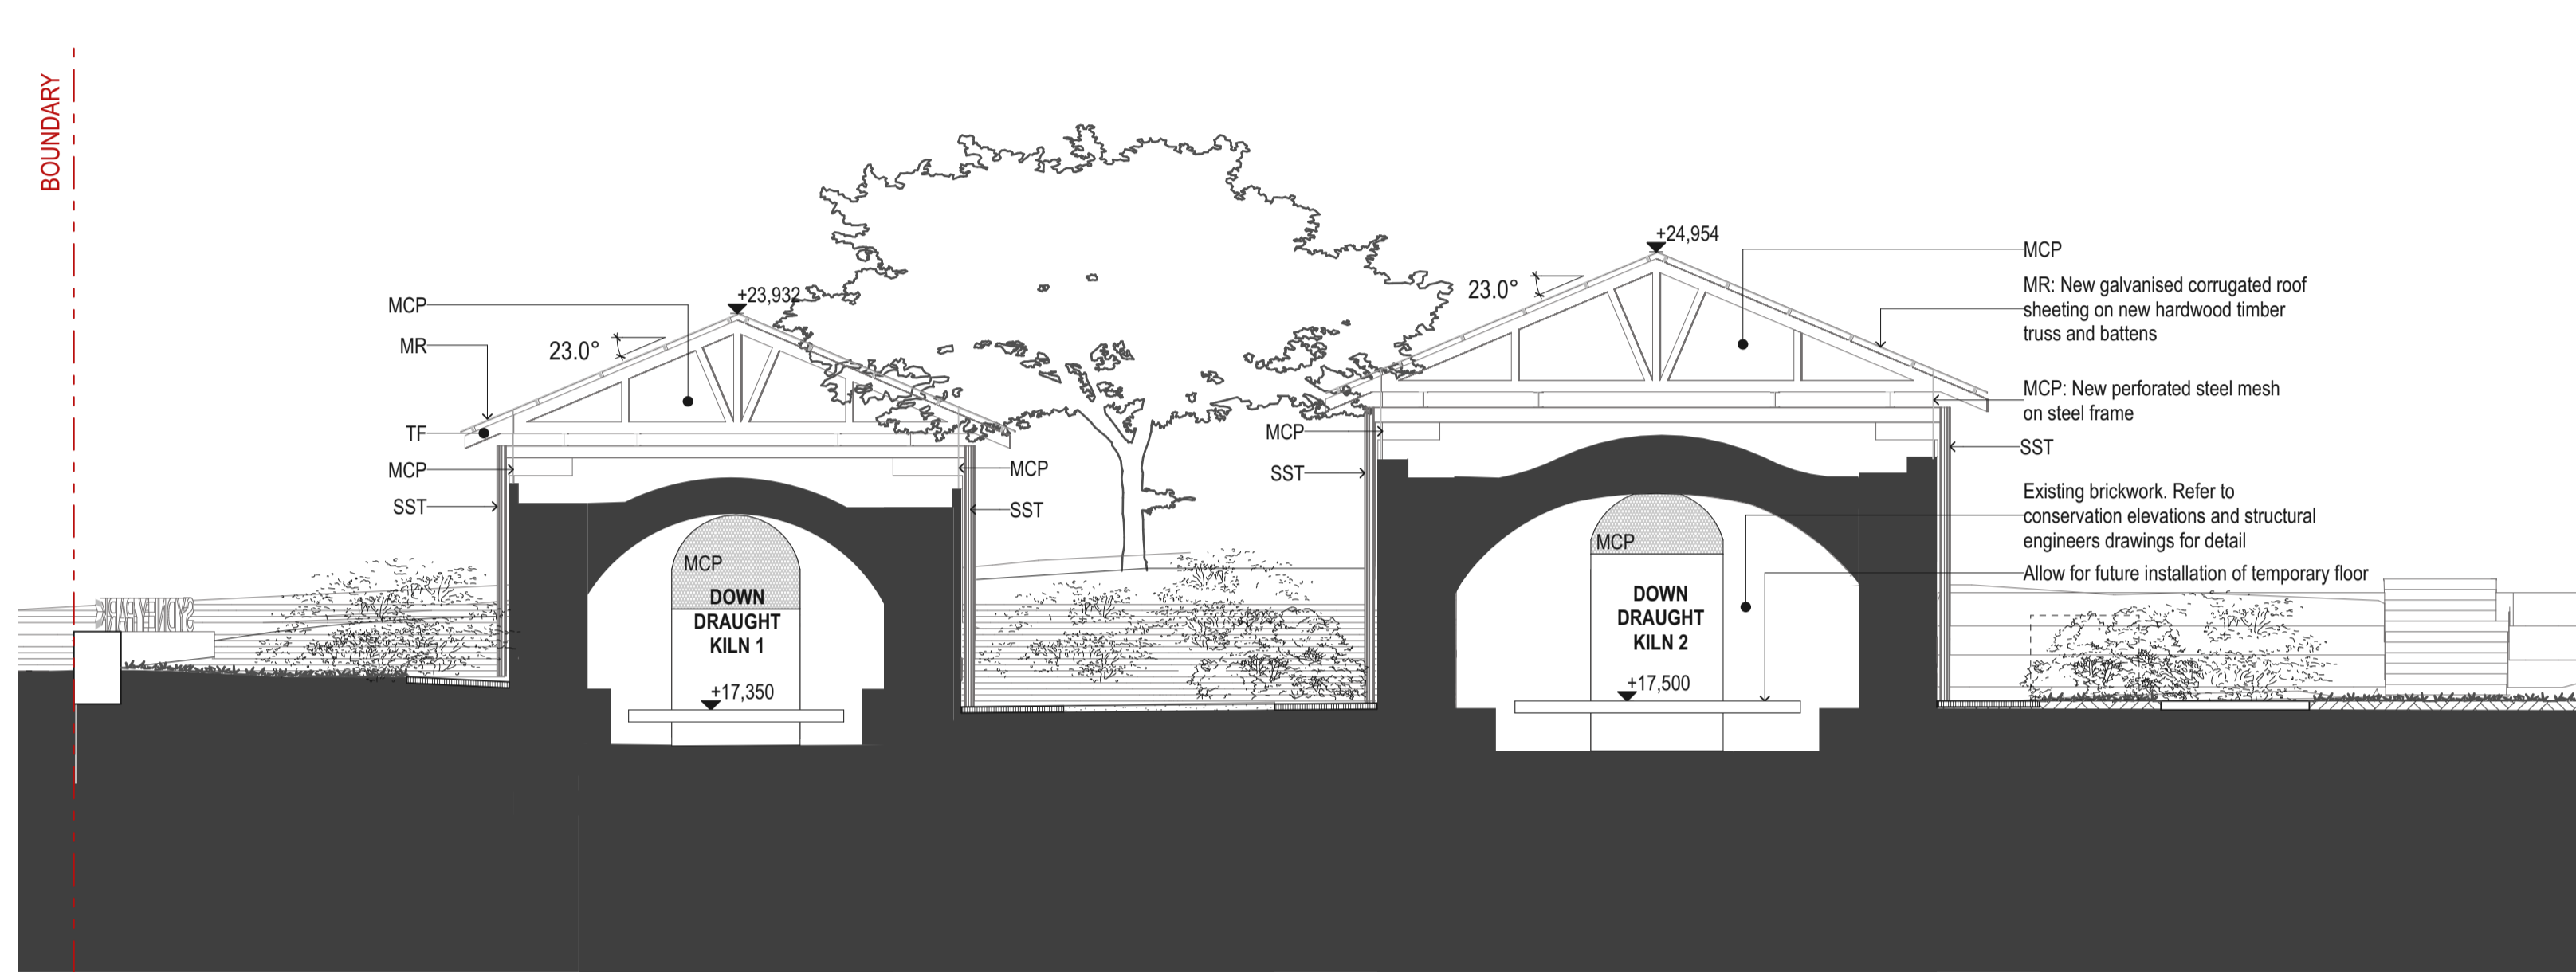 BOUNDARY
SYDNEY PARK
MCP
MR
TF
MCP
SST
23.0°
+23,932
MCP
DOWN
DRAUGHT
KILN 1
+17,350
MCP
SST
MCP
SST
23.0°
+24,954
MCP
DOWN
DRAUGHT
KILN 2
+17,500
MCP
MR: New galvanised corrugated roof
sheeting on new hardwood timber
truss and battens
MCP: New perforated steel mesh
on steel frame
SST
Existing brickwork. Refer to
conservation elevations and structural
engineers drawings for detail
Allow for future installation of temporary floor